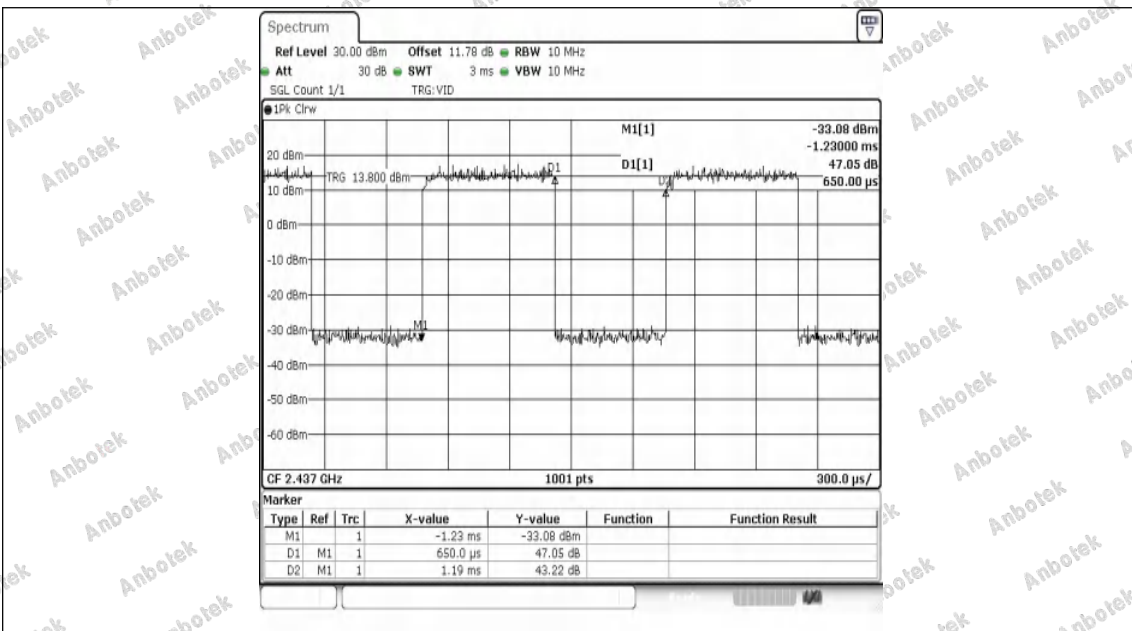 Spectrum
Ref Level 30.00 dBm Offset 11.78 dB RBW 10 MHz
Att 30 dB SWT 3 ms VBW 10 MHz
SGL Count 1/1 TRG: VID
1Pk Clrw
M1[1] -33.08 dBm
-1.23000 ms
D1[1] 47.05 dB
650.00 µs
20 dBm
TRG 13.800 dBm
D1
D2
10 dBm
0 dBm
-10 dBm
-20 dBm
-30 dBm
M1
-40 dBm
-50 dBm
-60 dBm
CF 2.437 GHz 1001 pts 300.0 µs/
Marker
Type Ref Trc X-value Y-value Function Function Result
M1 1 -1.23 ms -33.08 dBm
D1 M1 1 650.0 µs 47.05 dB
D2 M1 1 1.19 ms 43.22 dB
Anbotek